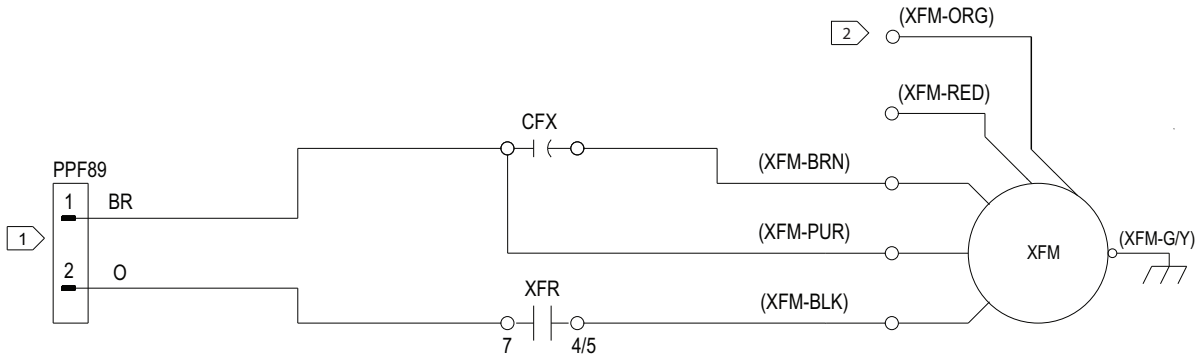 2
(XFM-ORG)
(XFM-RED)
CFX
PPF89
(XFM-BRN)
1
BR
1
(XFM-PUR)
XFM
(XFM-G/Y)
2
O
XFR
(XFM-BLK)
7
4/5